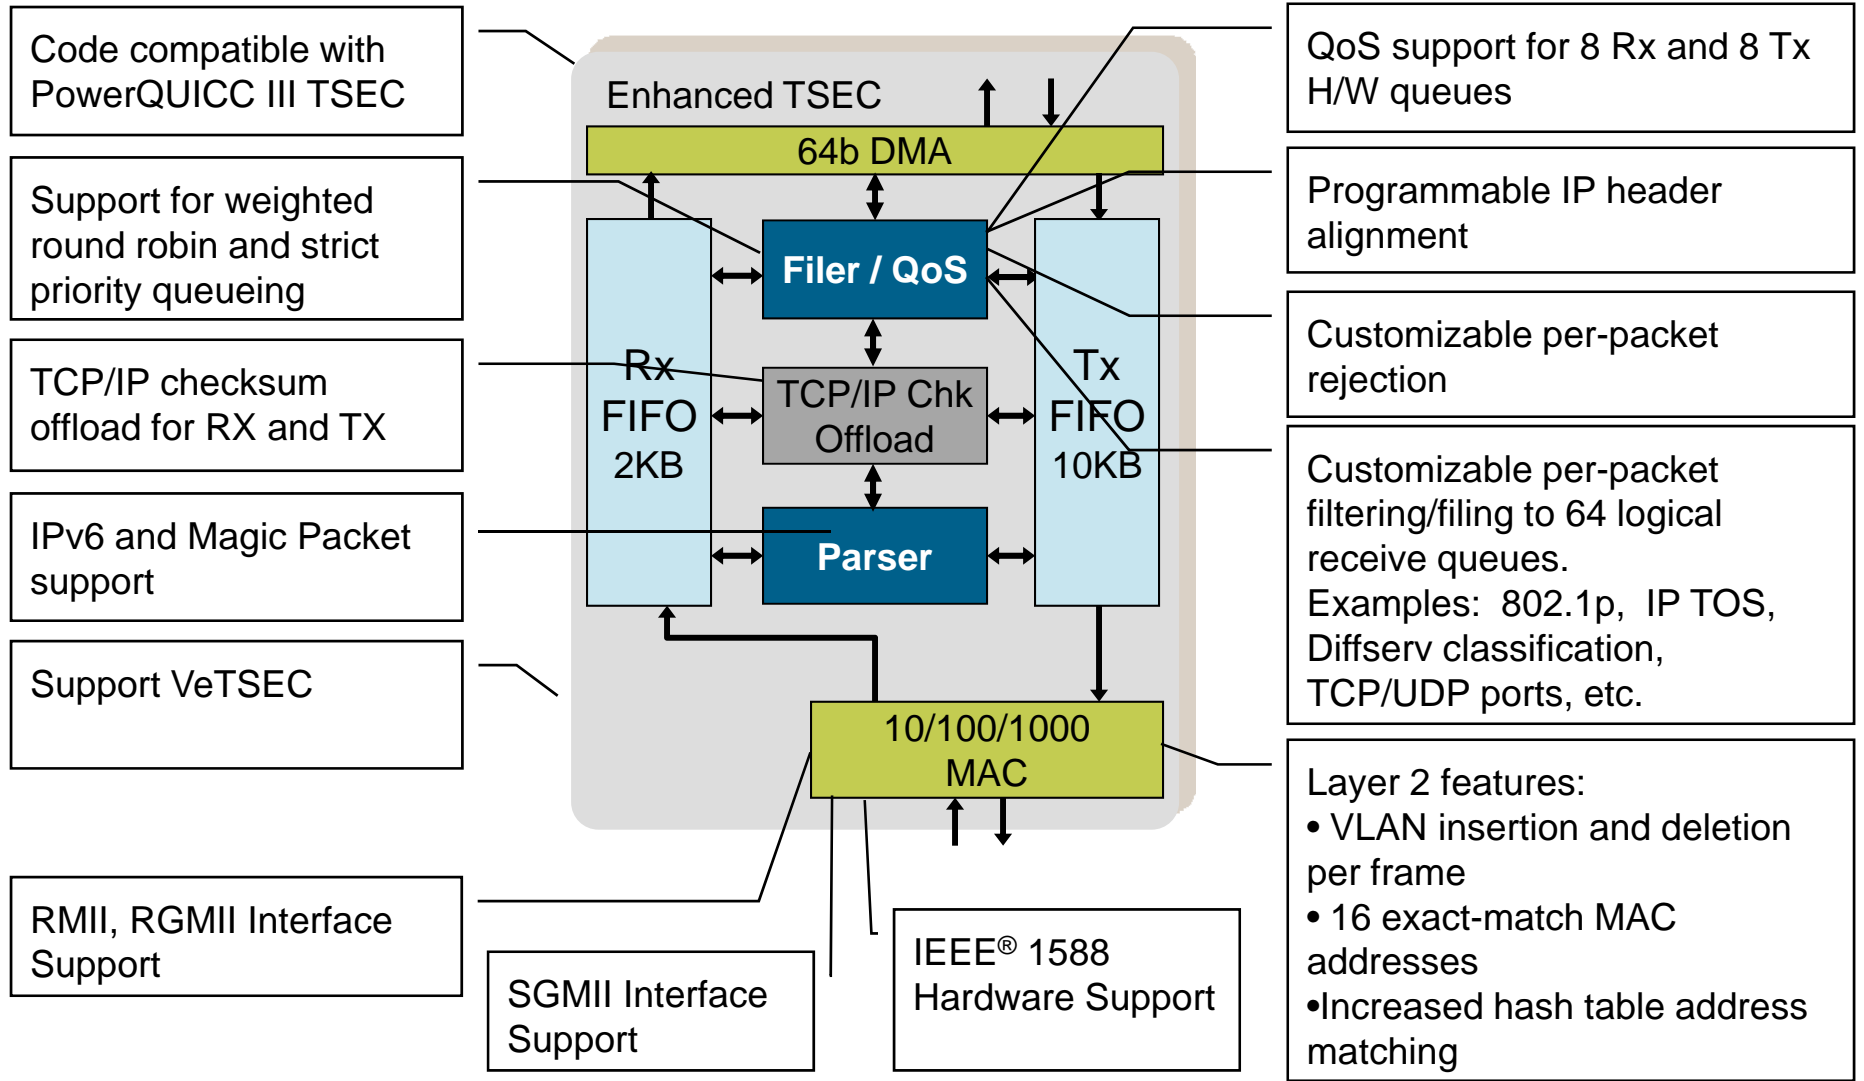 Code compatible with
PowerQUICC III TSEC
Support for weighted
round robin and strict
priority queueing
TCP/IP checksum
offload for RX and TX
IPv6 and Magic Packet
support
Support VeTSEC
RMII, RGMII Interface
Support
Enhanced TSEC
64b DMA
Filer / QoS
Rx
FIFO
2KB
TCP/IP Chk
Offload
Tx
FIFO
10KB
Parser
10/100/1000
MAC
SGMII Interface
Support
IEEE® 1588
Hardware Support
QoS support for 8 Rx and 8 Tx
H/W queues
Programmable IP header
alignment
Customizable per-packet
rejection
Customizable per-packet
filtering/filing to 64 logical
receive queues.
Examples: 802.1p, IP TOS,
Diffserv classification,
TCP/UDP ports, etc.
Layer 2 features:
• VLAN insertion and deletion
per frame
• 16 exact-match MAC
addresses
•Increased hash table address
matching